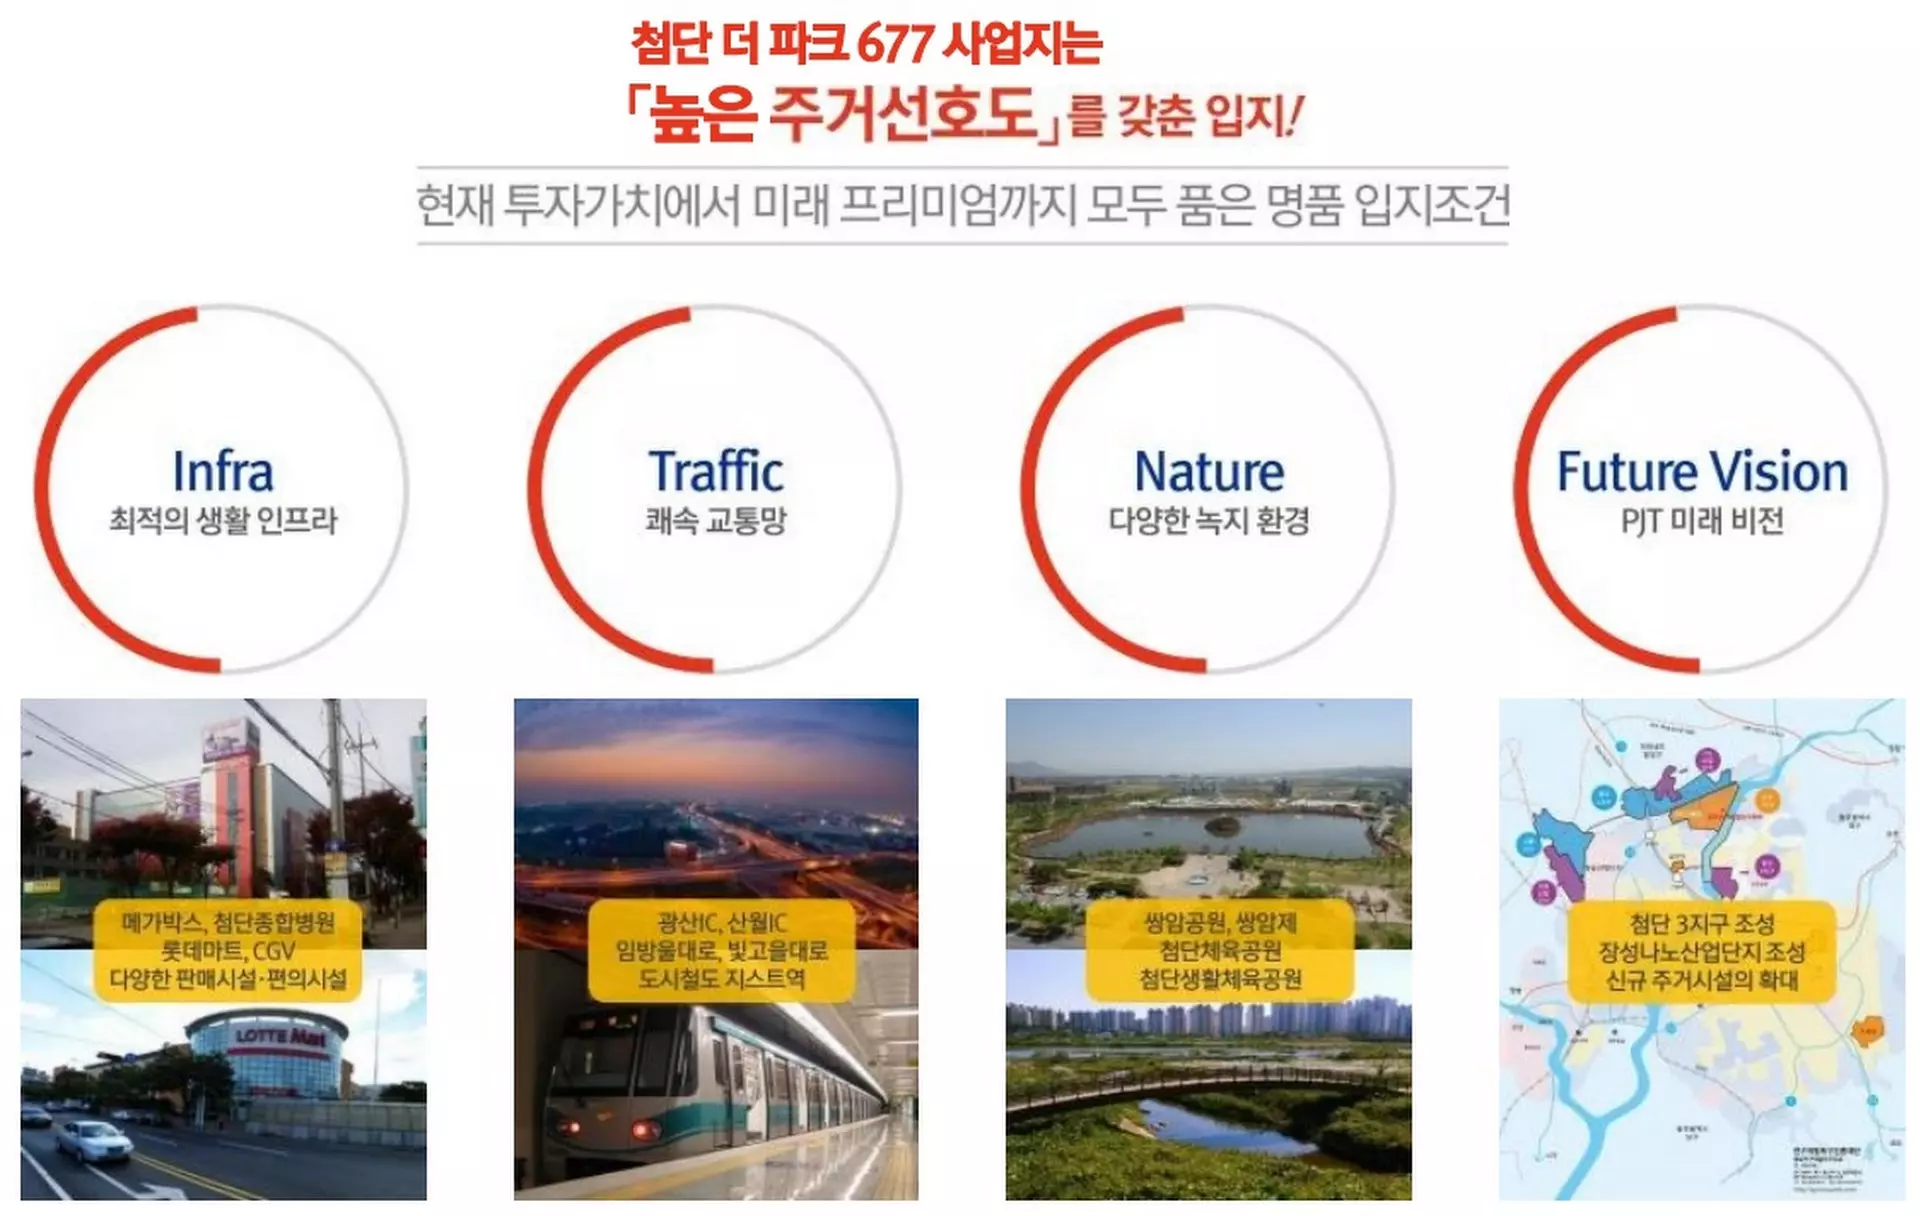 첨단 더 파크 677 사업지는
「높은 주거선호도」를 갖춘 입지!
현재 투자가치에서 미래 프리미엄까지 모두 품은 명품 입지조건
Infra
최적의 생활 인프라
Traffic
쾌속 교통망
Nature
다양한 녹지 환경
Future Vision
PJT 미래 비전
메가박스, 첨단종합병원
롯데마트, CGV
다양한 판매시설·편의시설
LOTTE Mart
광산IC, 산월IC
임방울대로, 빛고을대로
도시철도 지스트역
쌍암공원, 쌍암제
첨단체육공원
첨단생활체육공원
첨단 3지구 조성
장성나노산업단지 조성
신규 주거시설의 확대